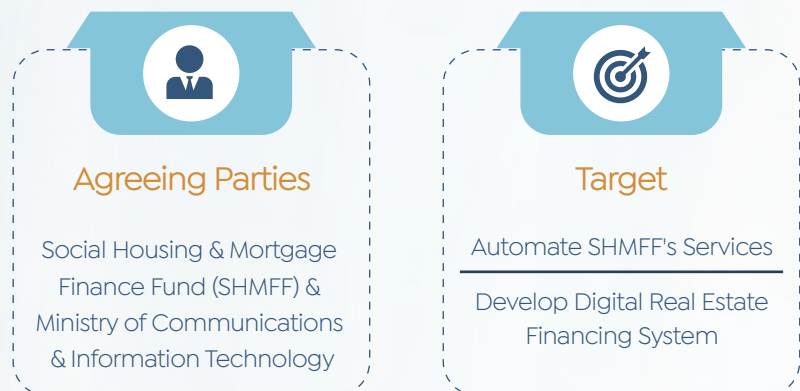 Agreeing Parties
Social Housing & Mortgage
Finance Fund (SHMFF) &
Ministry of Communications
& Information Technology
Target
Automate SHMFF's Services
Develop Digital Real Estate
Financing System